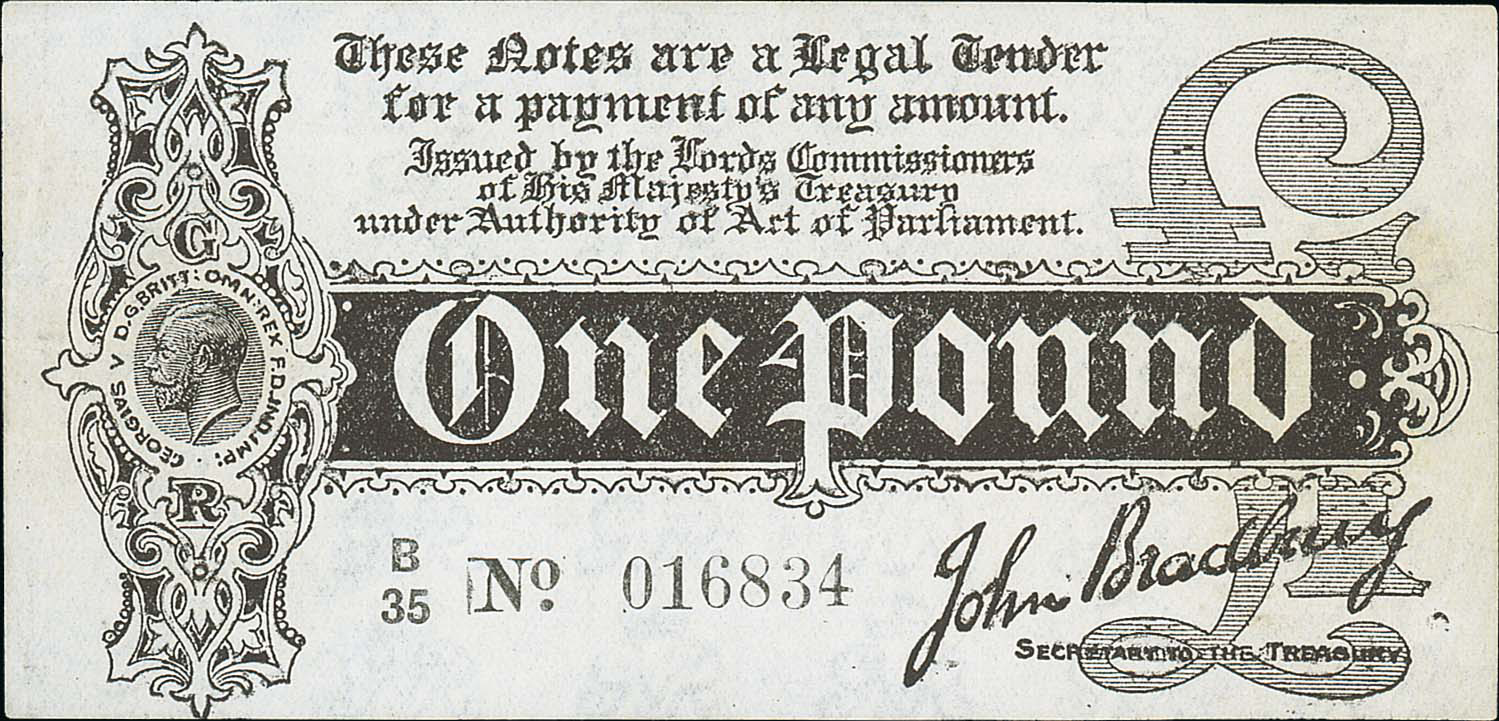 These Notes are a Legal Tender
for a payment of any amount.
Issued by the Lords Commissioners
of His Majesty's Treasury
under Authority of Act of Parliament.
£
G
GEORGIVS V D.G.BRITT: OMN:REX F.D:IND:IMP:
R
One Pound
B
35
No. 016834
John Bradbury
SECRETARY TO THE TREASURY.